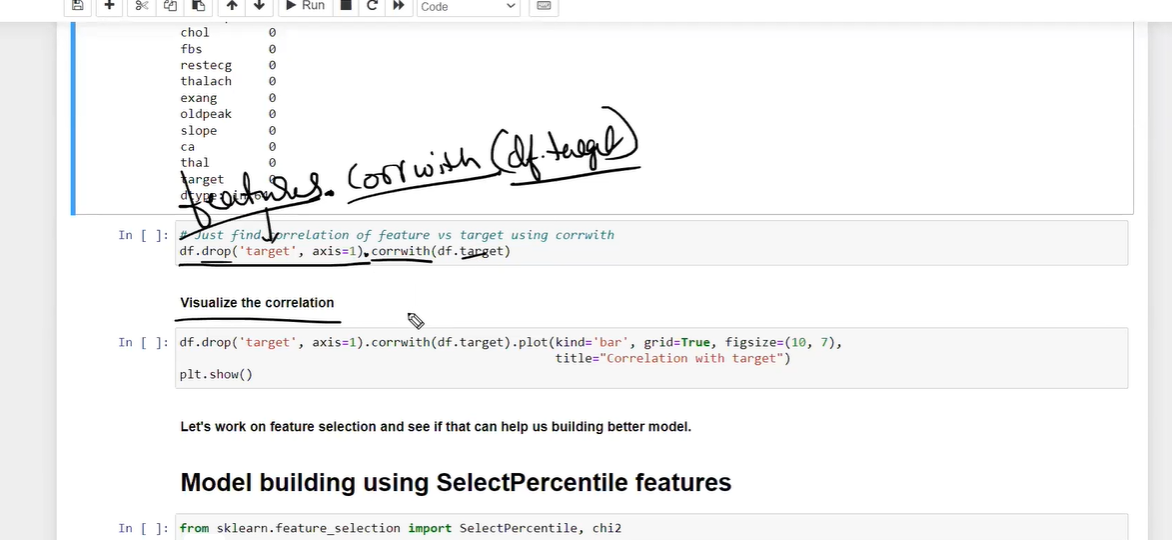 Run
Code
chol 0
fbs 0
restecg 0
thalach 0
exang 0
oldpeak 0
slope 0
ca 0
thal 0
target 0
dtype: int64
features. corrwith (df.target)
In [ ]: # Just find correlation of feature vs target using corrwith
df.drop('target', axis=1).corrwith(df.target)
Visualize the correlation
In [ ]: df.drop('target', axis=1).corrwith(df.target).plot(kind='bar', grid=True, figsize=(10, 7),
title="Correlation with target")
plt.show()
Let's work on feature selection and see if that can help us building better model.
Model building using SelectPercentile features
In [ ]: from sklearn.feature_selection import SelectPercentile, chi2